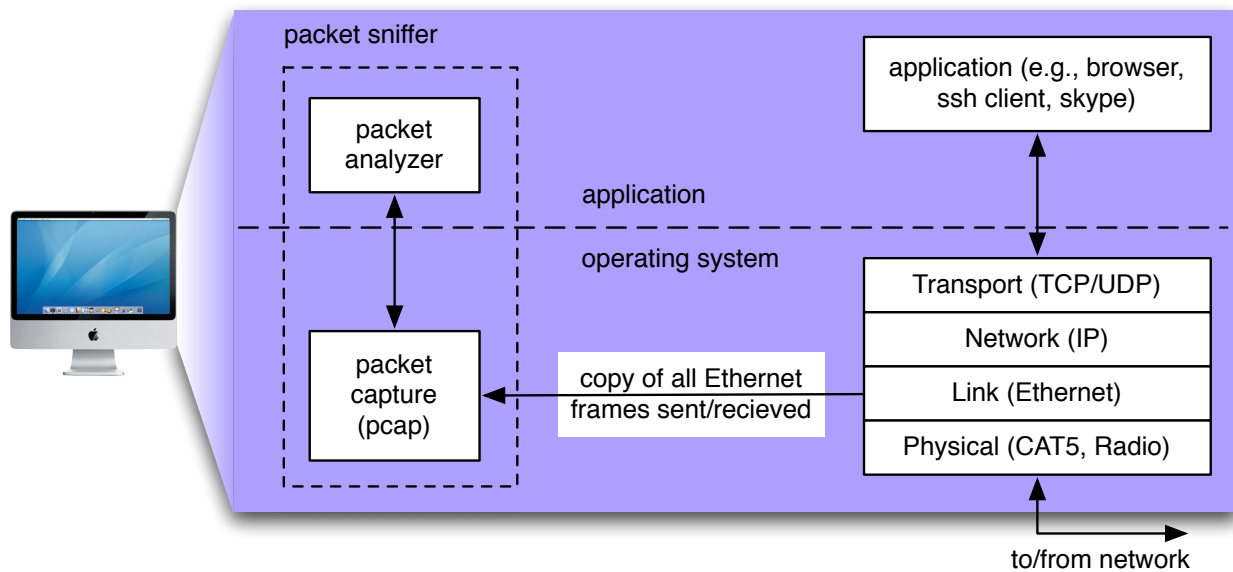 packet sniffer
packet
analyzer
application (e.g., browser,
ssh client, skype)
application
operating system
packet
capture
(pcap)
copy of all Ethernet
frames sent/recieved
Transport (TCP/UDP)
Network (IP)
Link (Ethernet)
Physical (CAT5, Radio)
to/from network